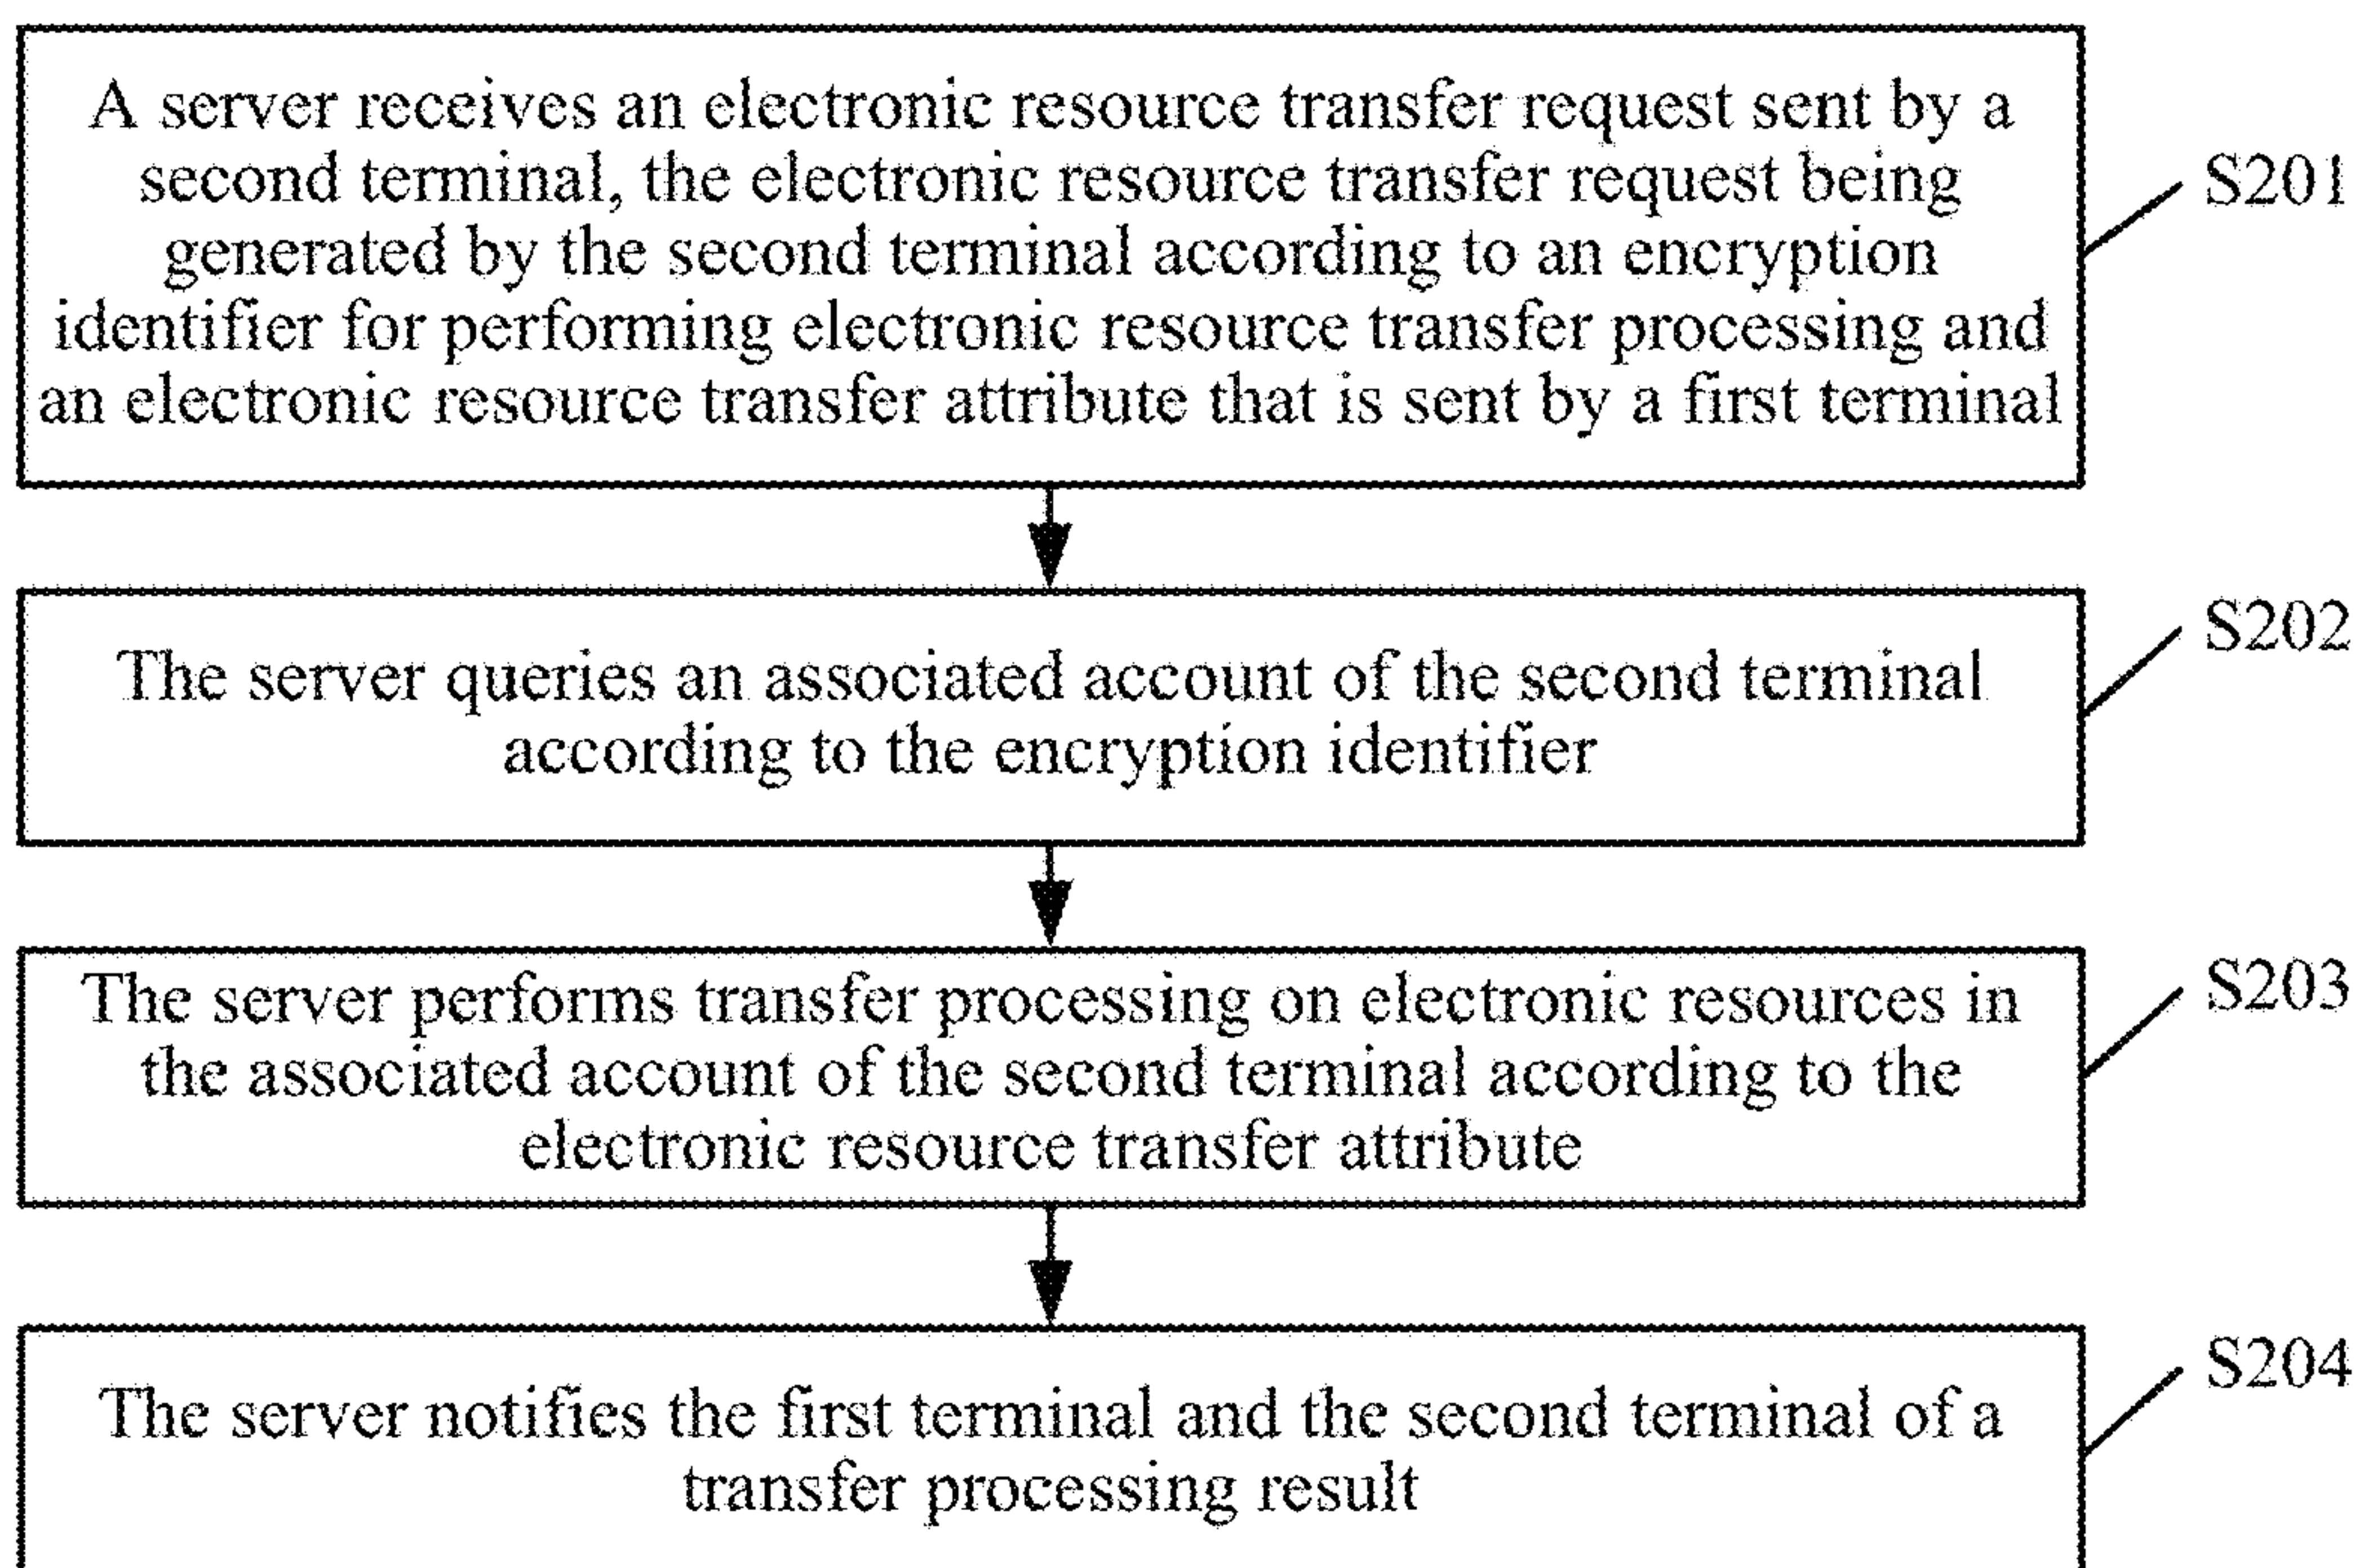 A server receives an electronic resource transfer request sent by a
second terminal, the electronic resource transfer request being
generated by the second terminal according to an encryption
identifier for performing electronic resource transfer processing and
an electronic resource transfer attribute that is sent by a first terminal
S201
The server queries an associated account of the second terminal
according to the encryption identifier
S202
The server performs transfer processing on electronic resources in
the associated account of the second terminal according to the
electronic resource transfer attribute
S203
The server notifies the first terminal and the second terminal of a
transfer processing result
S204